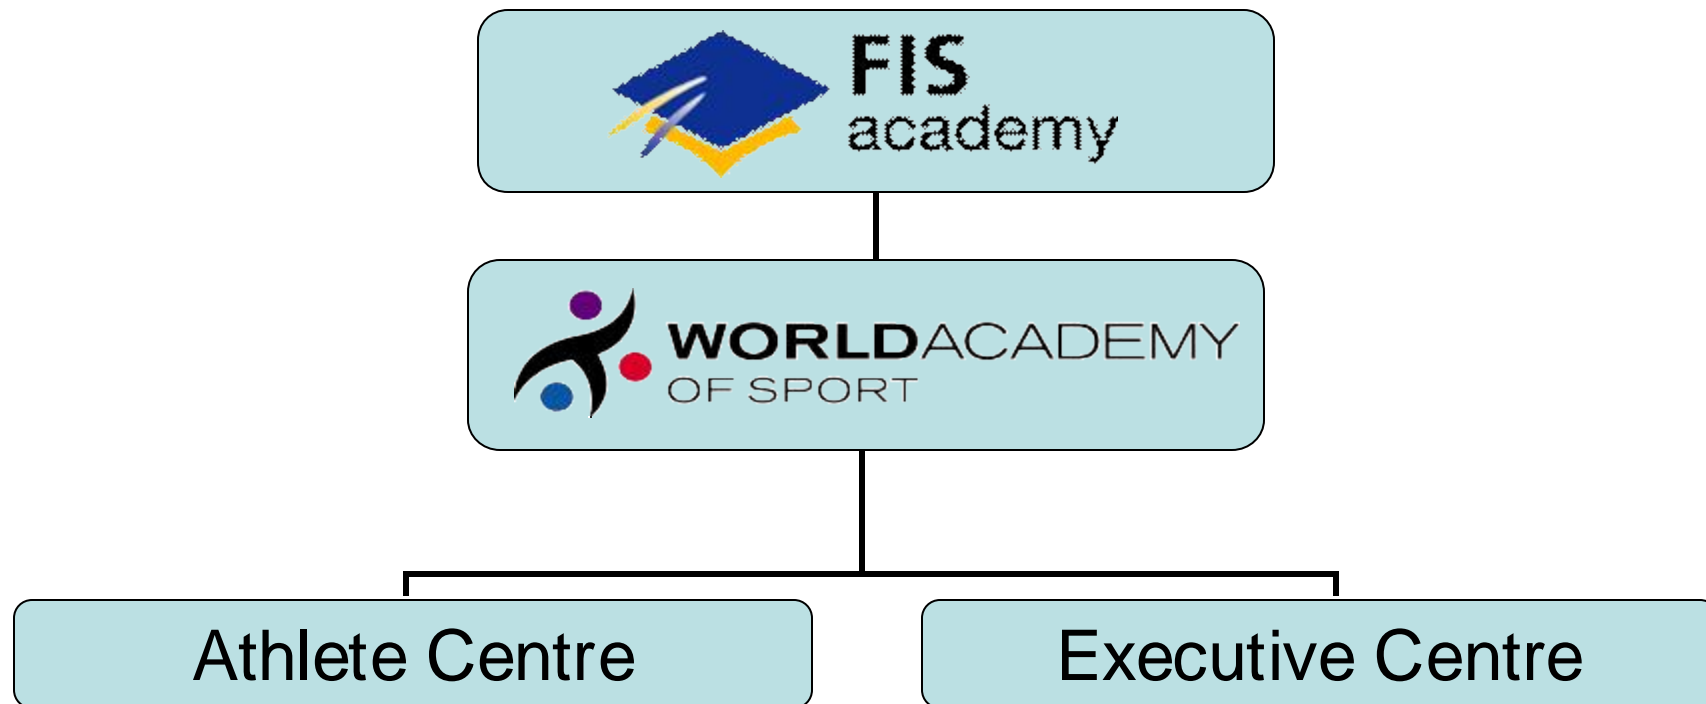 FIS
academy
WORLDACADEMY
OF SPORT
Athlete Centre
Executive Centre